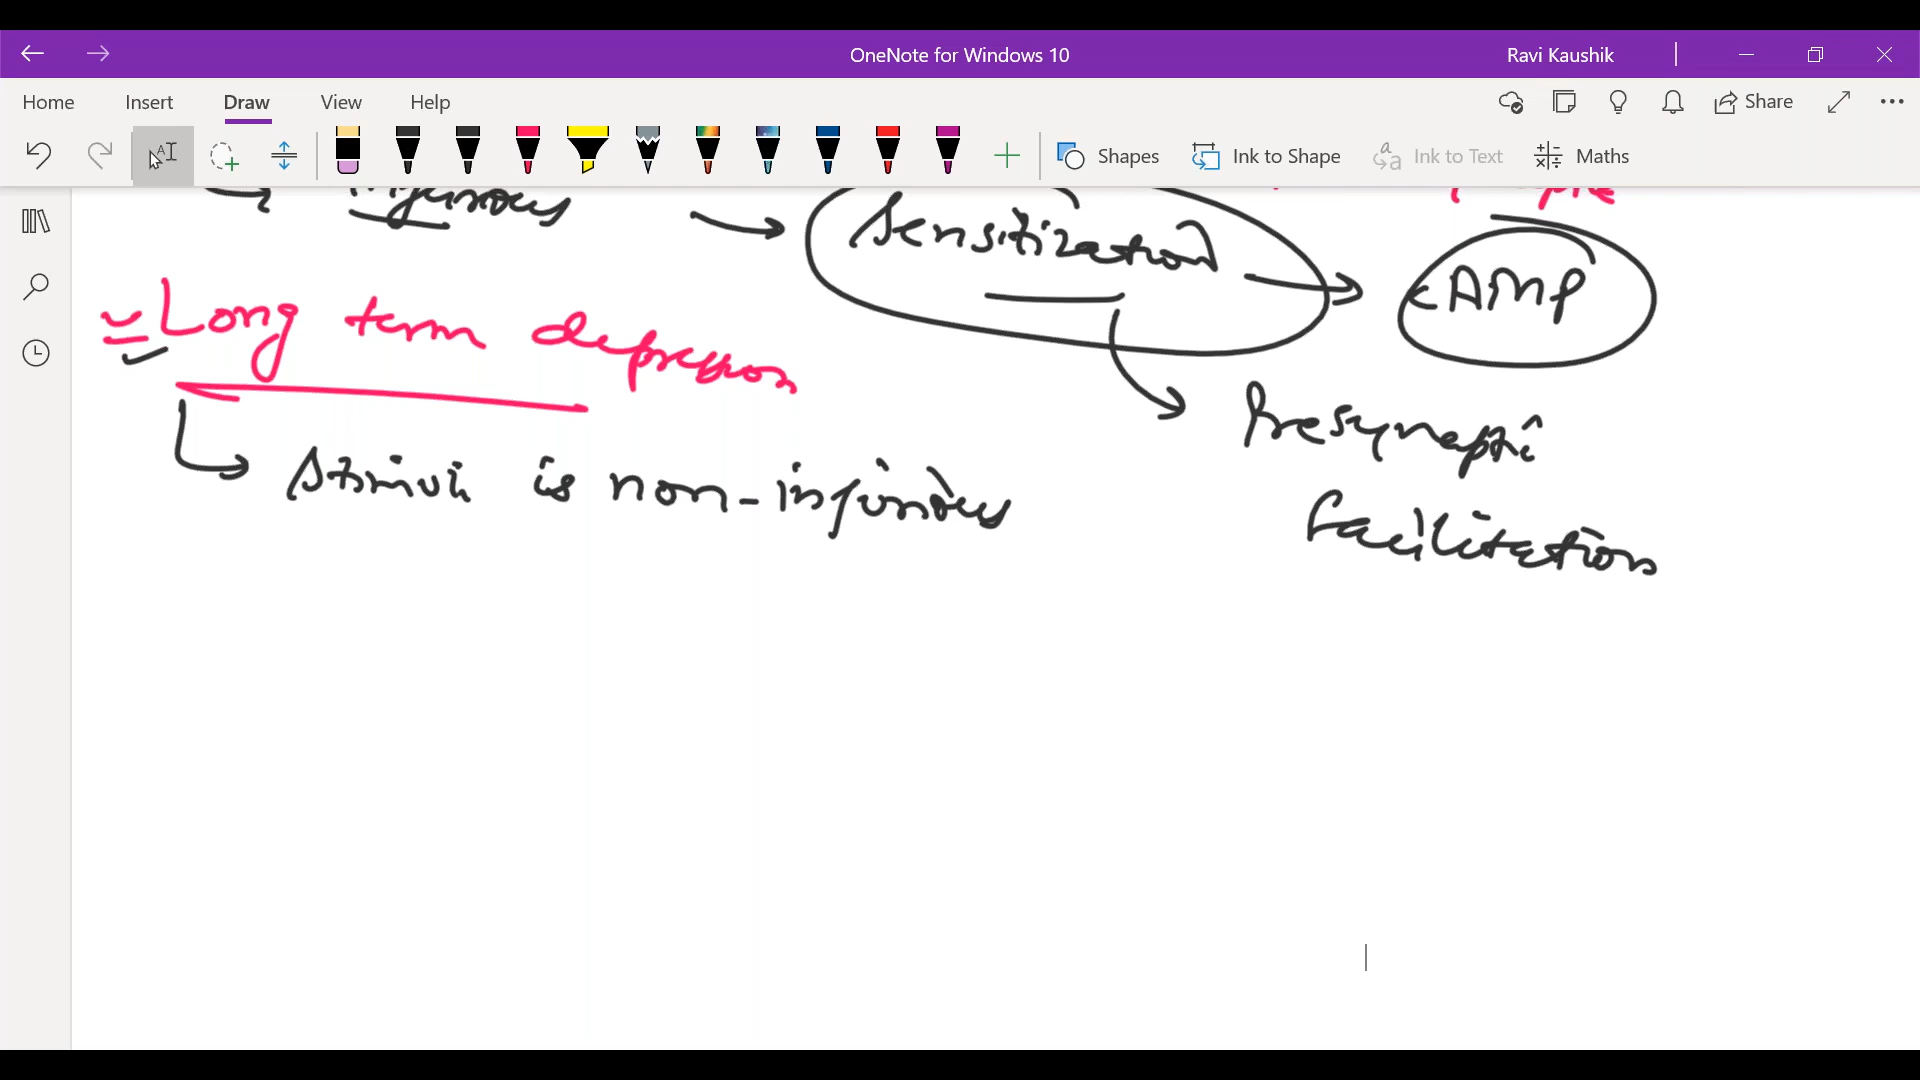 OneNote for Windows 10
Ravi Kaushik
Home Insert Draw View Help
Share
Shapes Ink to Shape Ink to Text Maths
Injurious → Sensitization → cAMP
Long term depression
Presynaptic
Stimuli is non-injurious
facilitation